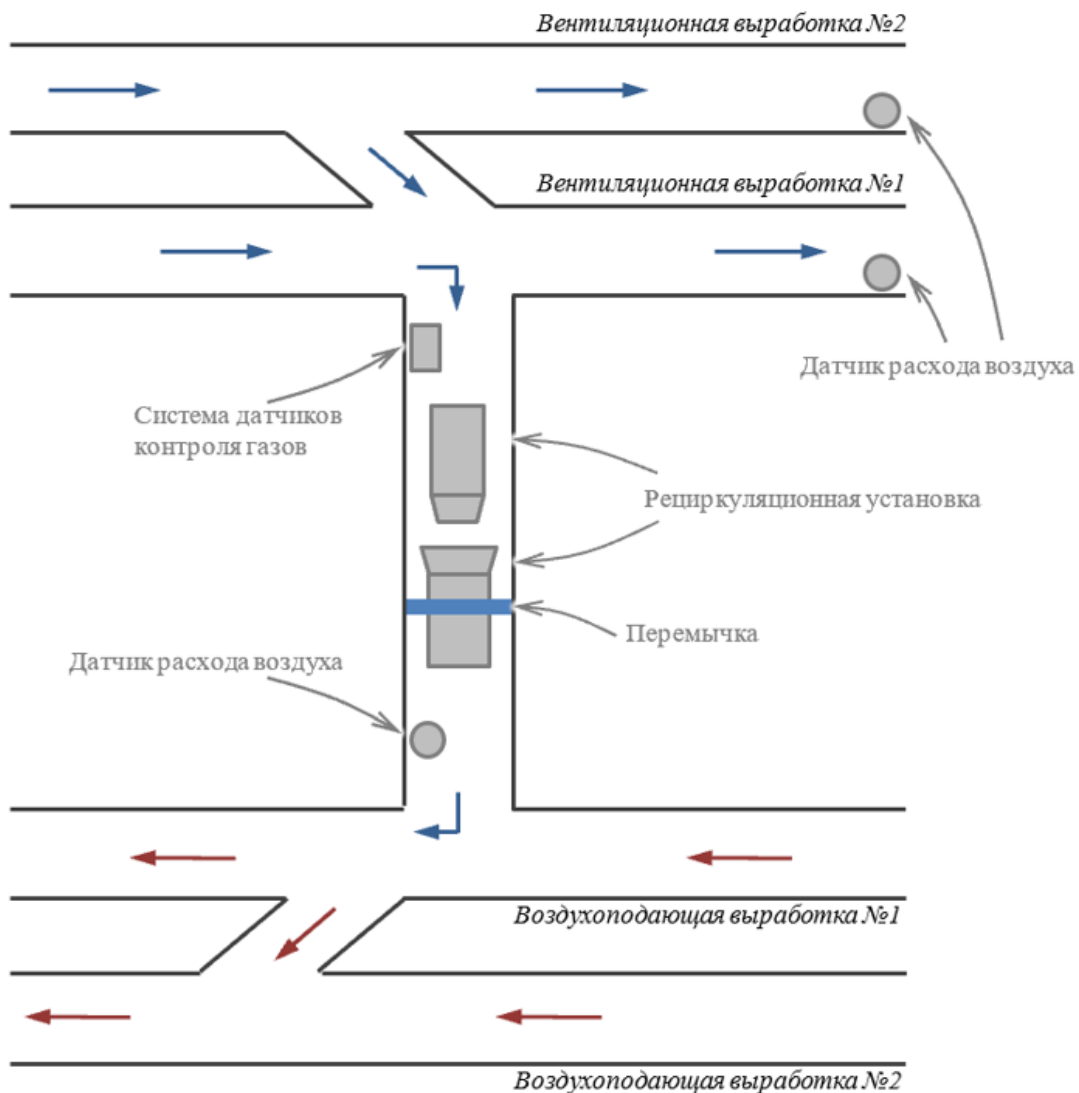 Вентиляционная выработка №2
Вентиляционная выработка №1
Датчик расхода воздуха
Система датчиков
контроля газов
Рециркуляционная установка
Перемычка
Датчик расхода воздуха
Воздухоподающая выработка №1
Воздухоподающая выработка №2